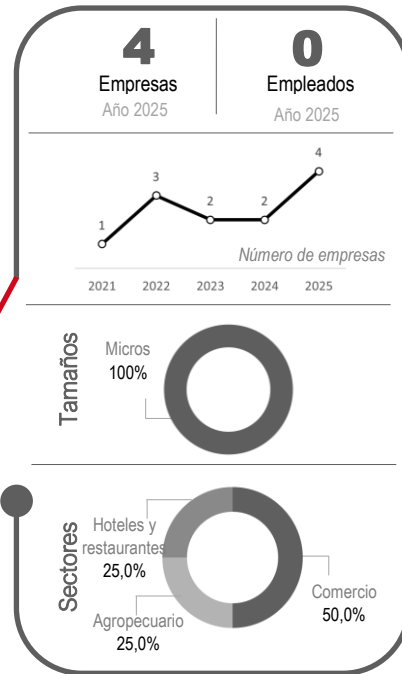 4
Empresas
Año 2025
0
Empleados
Año 2025
1
3
2
2
4
Número de empresas
2021 2022 2023 2024 2025
Tamaños
Micros
100%
Sectores
Hoteles y
restaurantes
25,0%
Agropecuario
25,0%
Comercio
50,0%